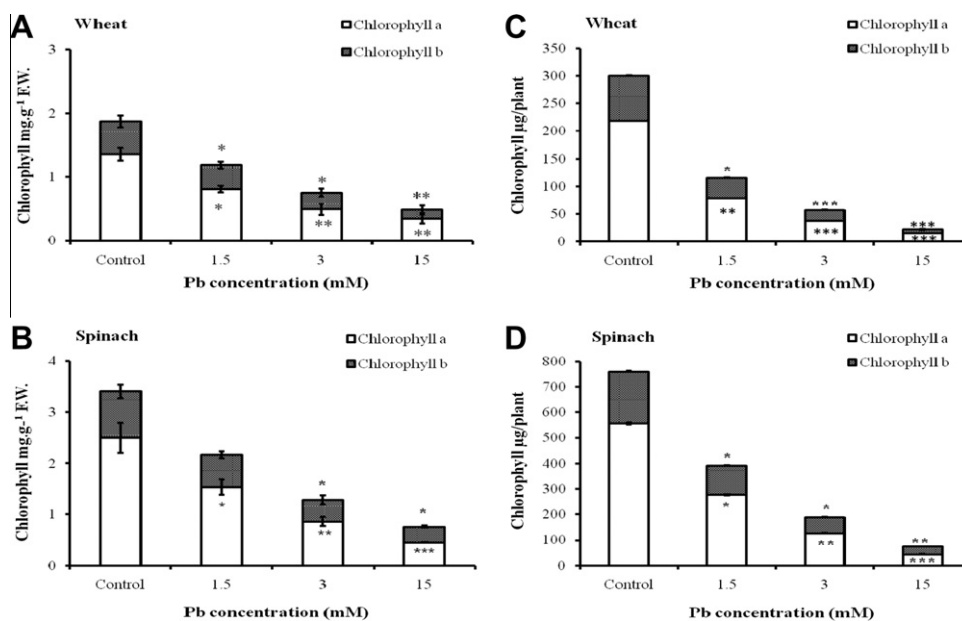 A
Wheat
Chlorophyll a
Chlorophyll b
Chlorophyll mg.g-¹ F.W.
3
2
1
0
*
*
*
**
**
**
Control 1.5 3 15
Pb concentration (mM)
C
Wheat
Chlorophyll a
Chlorophyll b
Chlorophyll µg/plant
350
300
250
200
150
100
50
0
*
**
***
***
***
***
Control 1.5 3 15
Pb concentration (mM)
B
Spinach
Chlorophyll a
Chlorophyll b
Chlorophyll mg.g-¹ F.W.
4
3
2
1
0
*
*
**
*
***
Control 1.5 3 15
Pb concentration (mM)
D
Spinach
Chlorophyll a
Chlorophyll b
Chlorophyll µg/plant
800
700
600
500
400
300
200
100
0
*
*
*
**
**
***
Control 1.5 3 15
Pb concentration (mM)